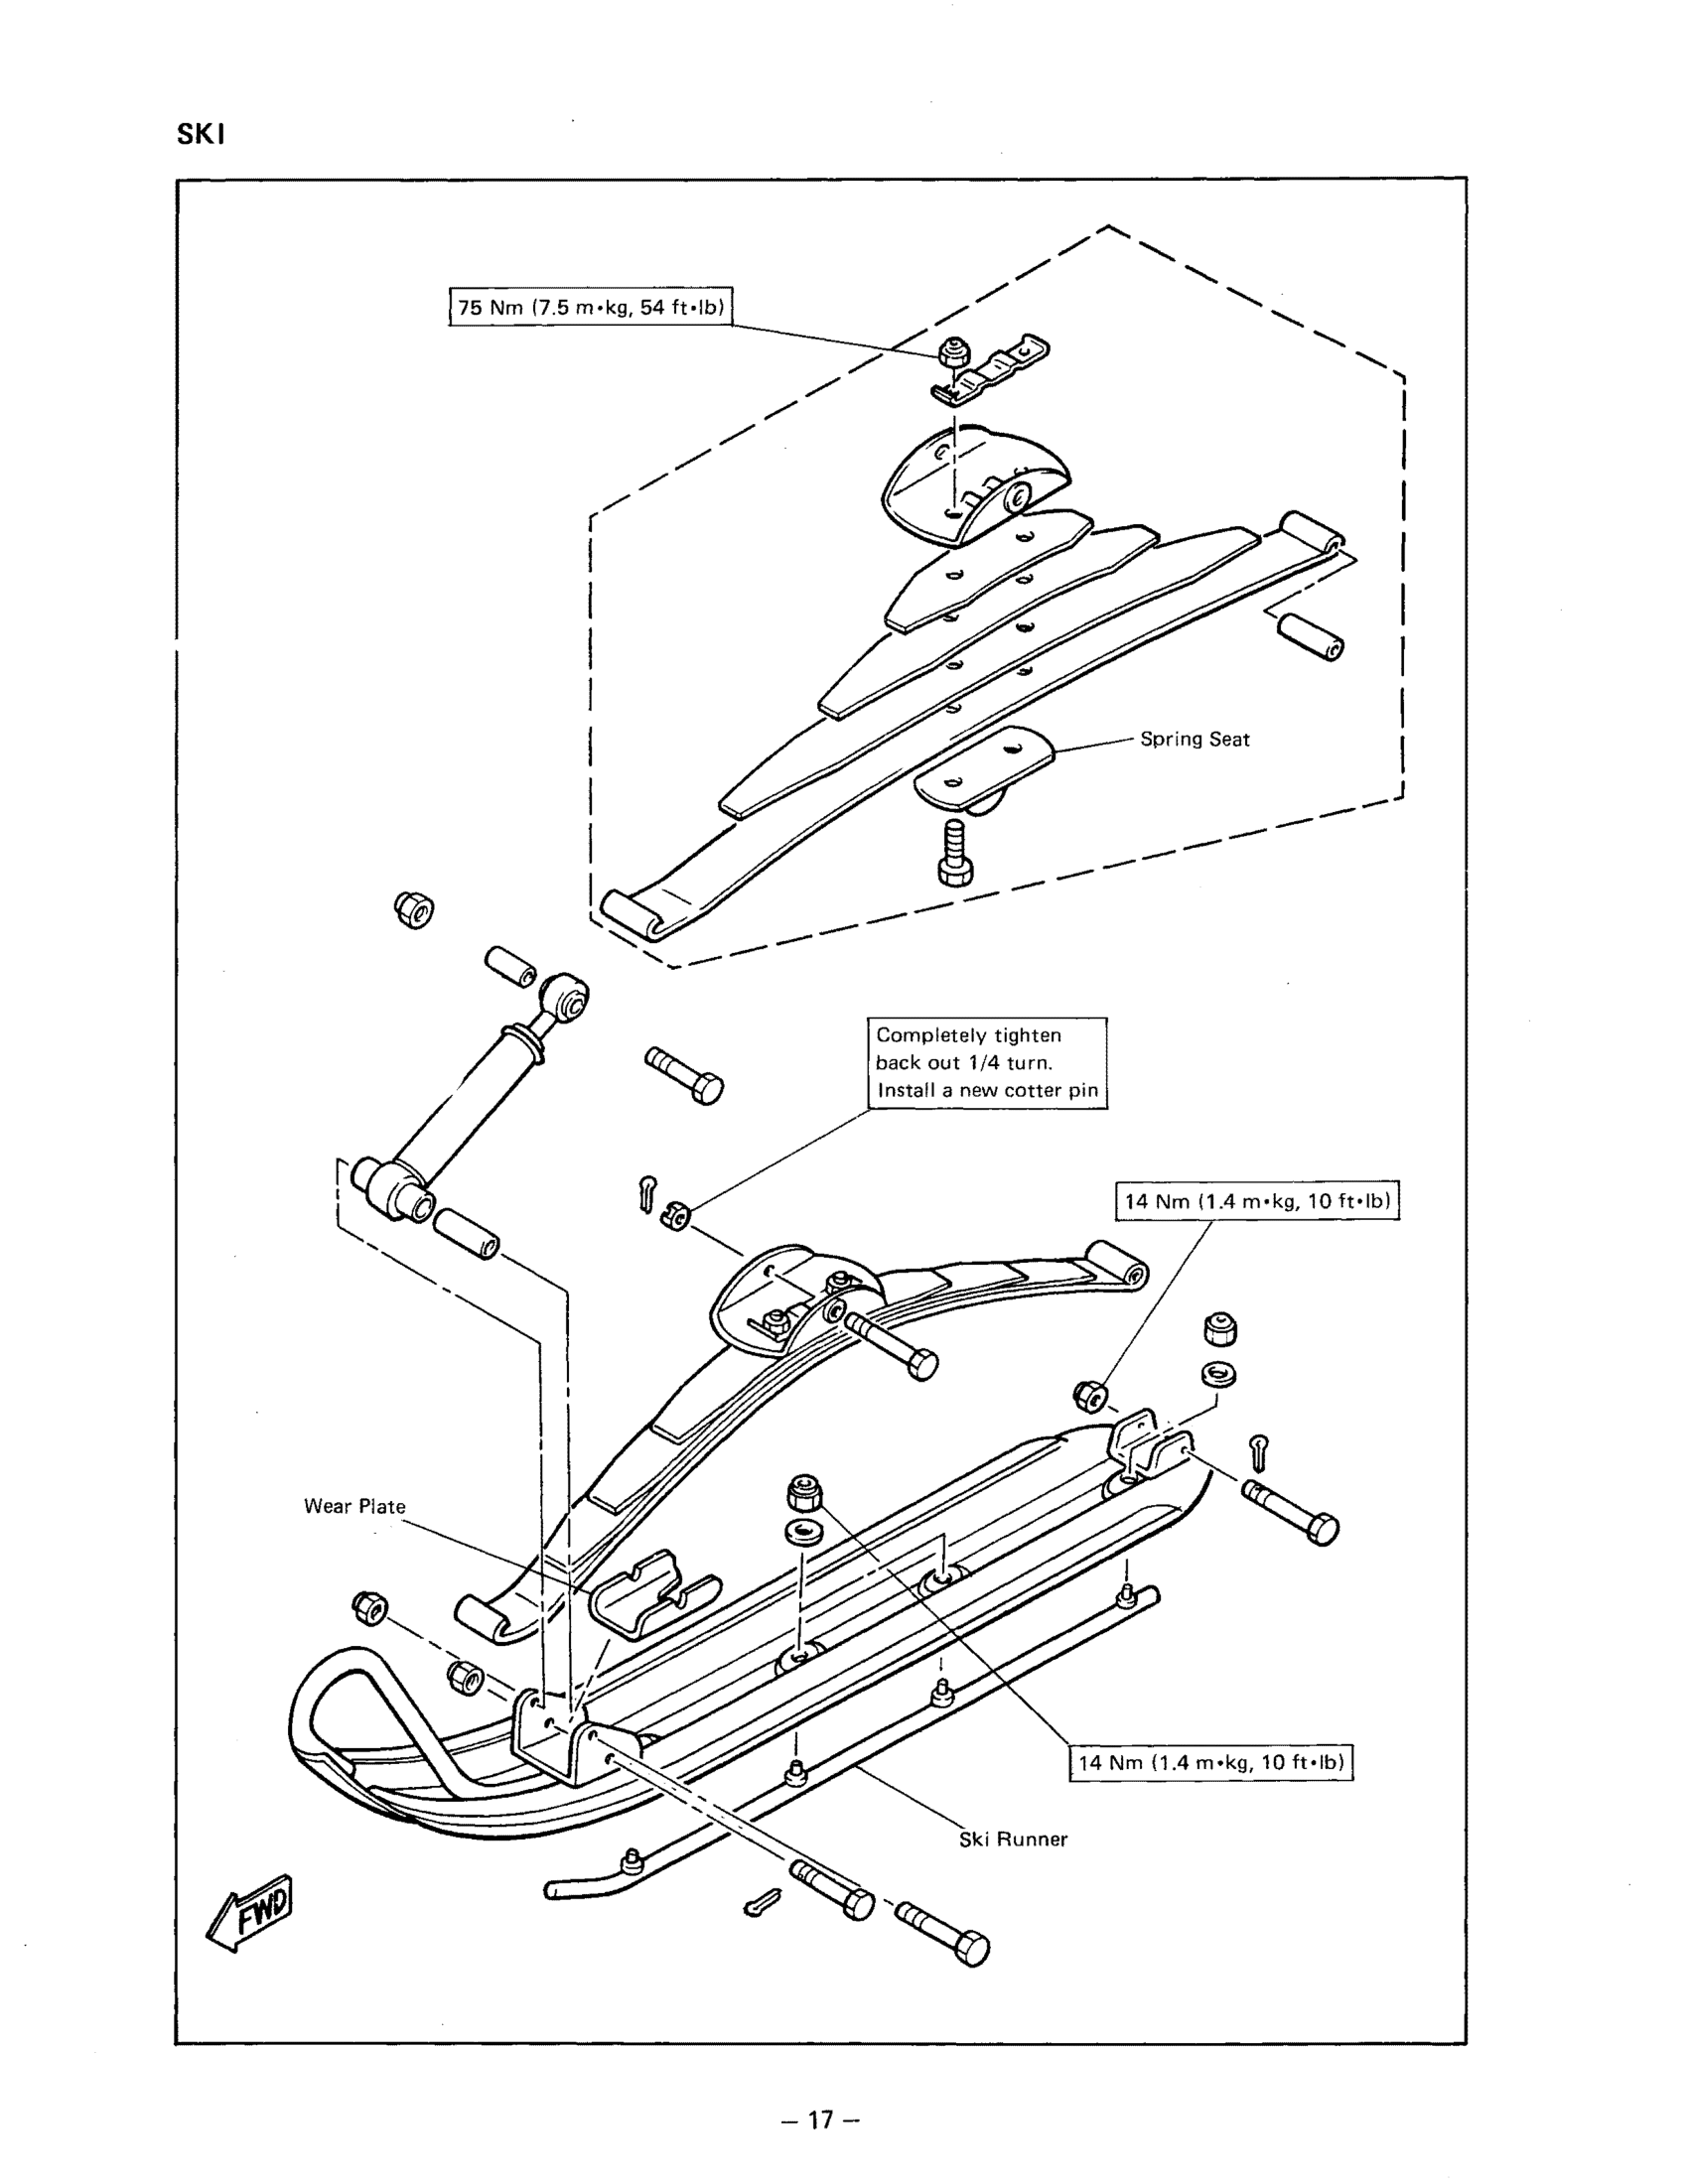 SKI
75 Nm (7.5 m•kg, 54 ft•lb)
Spring Seat
Completely tighten
back out 1/4 turn.
Install a new cotter pin
14 Nm (1.4 m•kg, 10 ft•lb)
Wear Plate
14 Nm (1.4 m•kg, 10 ft•lb)
Ski Runner
FWD
– 17 –